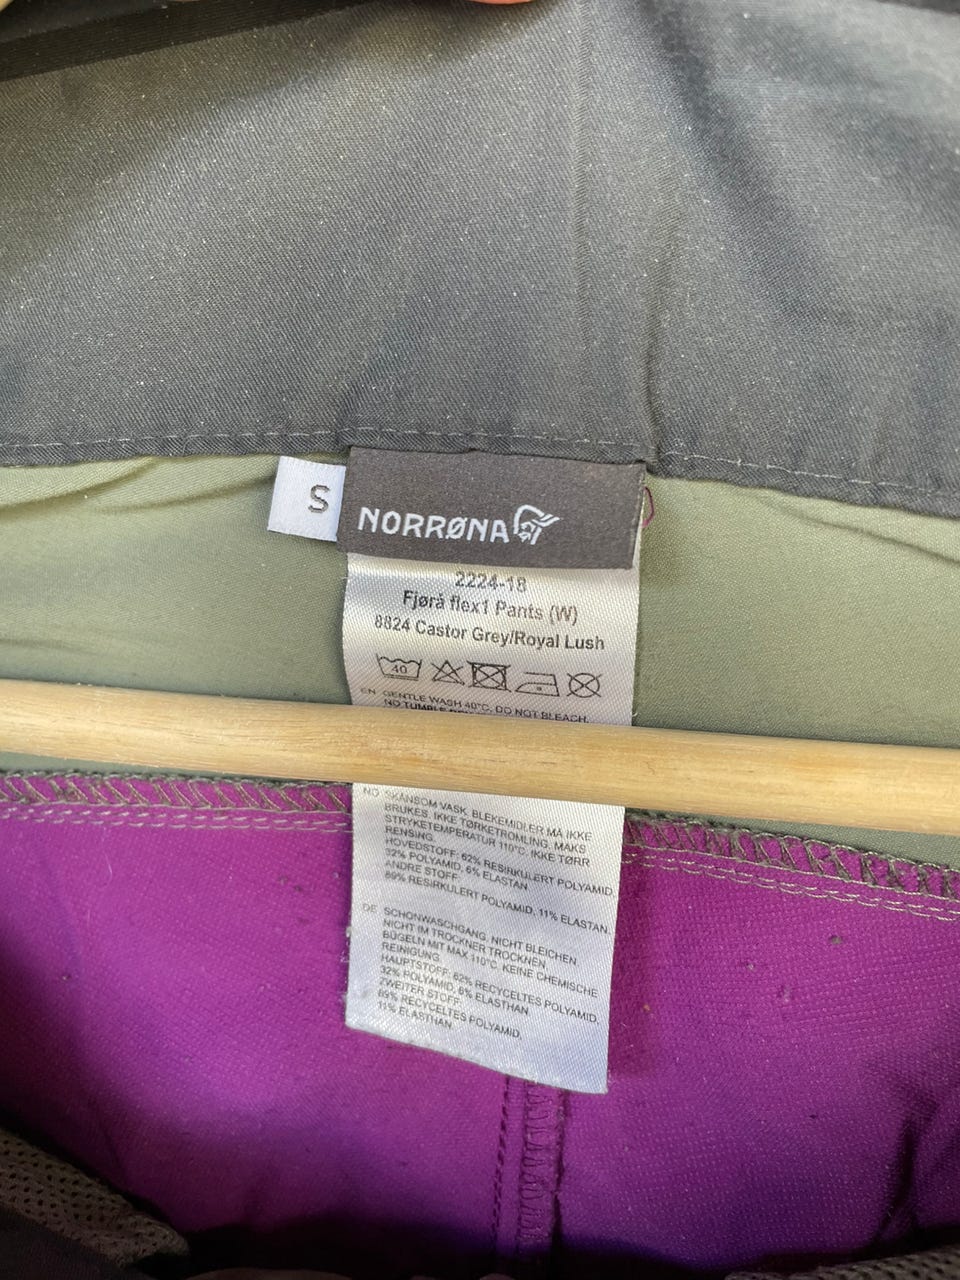 S
NORRØNA
2224-18
Fjørå flex1 Pants (W)
8824 Castor Grey/Royal Lush
40
EN GENTLE WASH 40°C, DO NOT BLEACH.
NO TUMBLE
NO SKÅNSOM VASK. BLEKEMIDLER MÅ IKKE
BRUKES. IKKE TØRKETROMLING. MAKS
STRYKETEMPERATUR 110°C. IKKE TØRR
RENSING.
HOVEDSTOFF: 62% RESIRKULERT POLYAMID,
32% POLYAMID, 6% ELASTAN
ANDRE STOFF:
89% RESIRKULERT POLYAMID, 11% ELASTAN.
DE SCHONWASCHGANG. NICHT BLEICHEN
NICHT IM TROCKNER TROCKNEN.
BÜGELN MIT MAX 110°C. KEINE CHEMISCHE
REINIGUNG.
HAUPTSTOFF: 62% RECYCELTES POLYAMID,
32% POLYAMID, 6% ELASTHAN
ZWEITER STOFF:
89% RECYCELTES POLYAMID,
11% ELASTHAN.